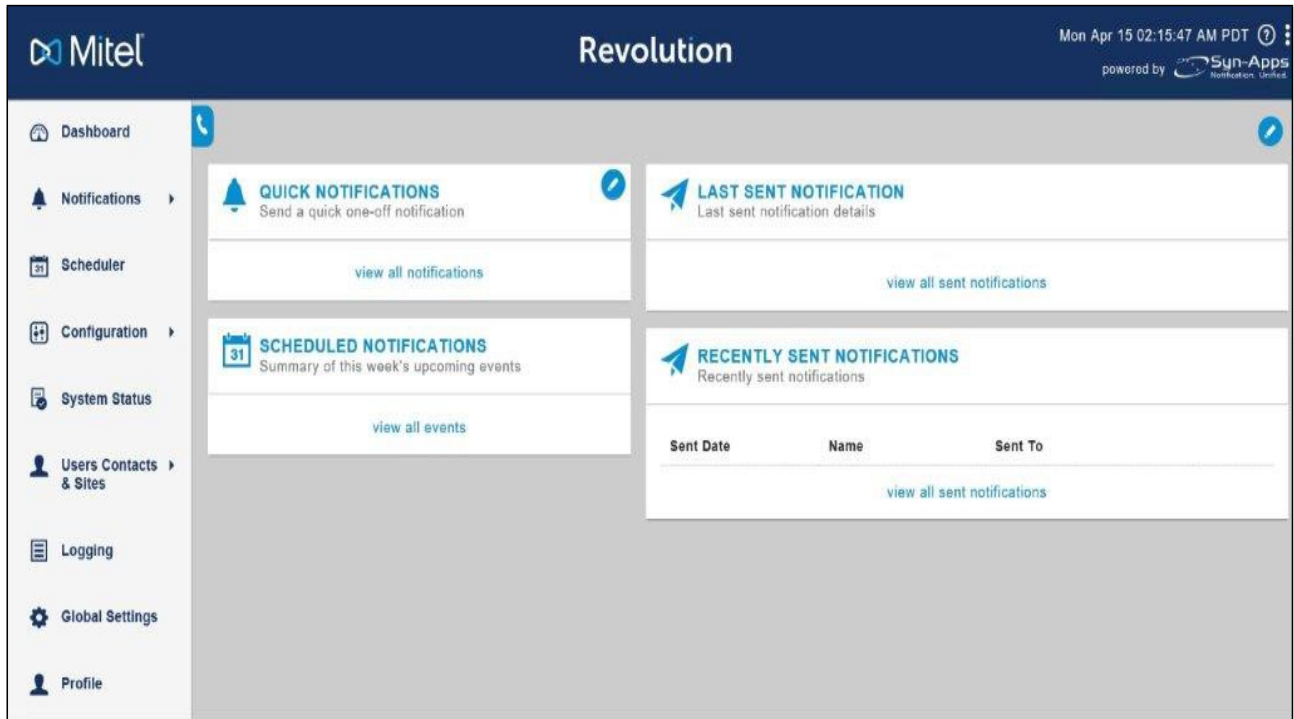 Mitel
Revolution
Mon Apr 15 02:15:47 AM PDT
powered by Syn-Apps
Notification. Unified.
Dashboard
Notifications
Scheduler
Configuration
System Status
Users Contacts
& Sites
Logging
Global Settings
Profile
QUICK NOTIFICATIONS
Send a quick one-off notification
view all notifications
31
SCHEDULED NOTIFICATIONS
Summary of this week's upcoming events
view all events
LAST SENT NOTIFICATION
Last sent notification details
view all sent notifications
RECENTLY SENT NOTIFICATIONS
Recently sent notifications
Sent Date Name Sent To
view all sent notifications